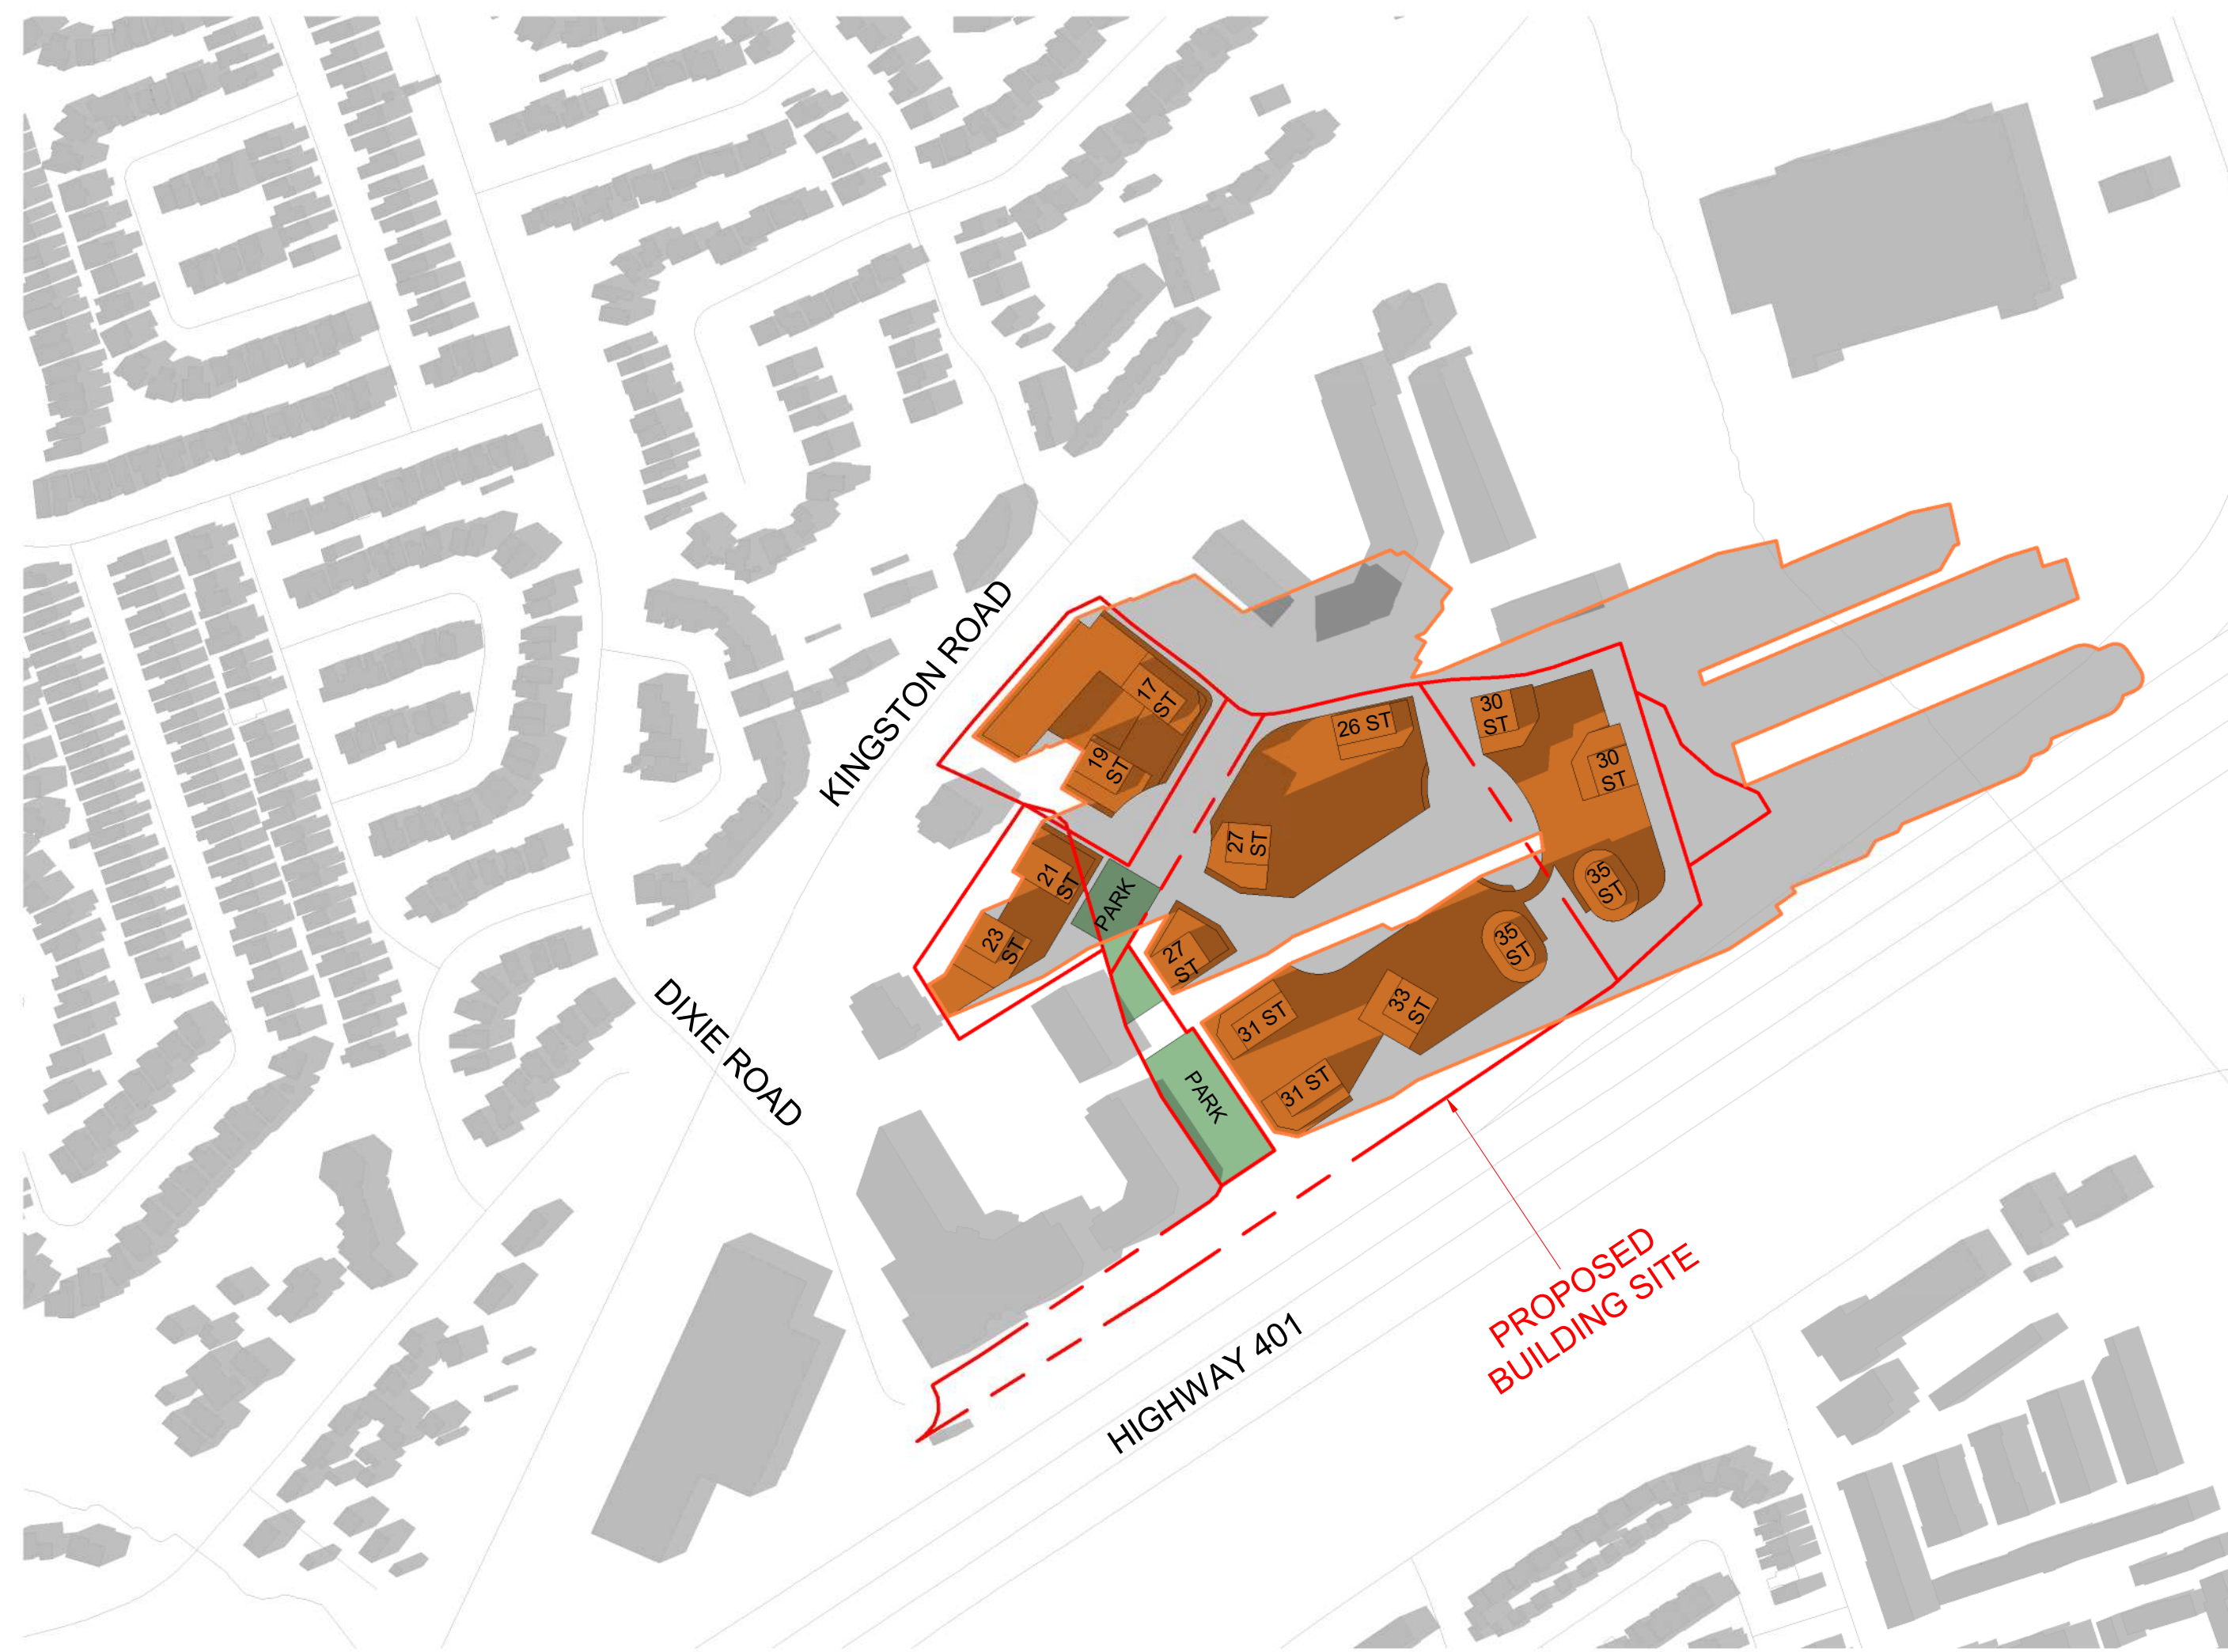 KINGSTON ROAD
17
ST
19
ST
26 ST
30
ST
30
ST
27
ST
21
ST
PARK
35
ST
23
ST
27
ST
35
ST
31 ST
33
ST
31 ST
PARK
DIXIE ROAD
PROPOSED
BUILDING SITE
HIGHWAY 401